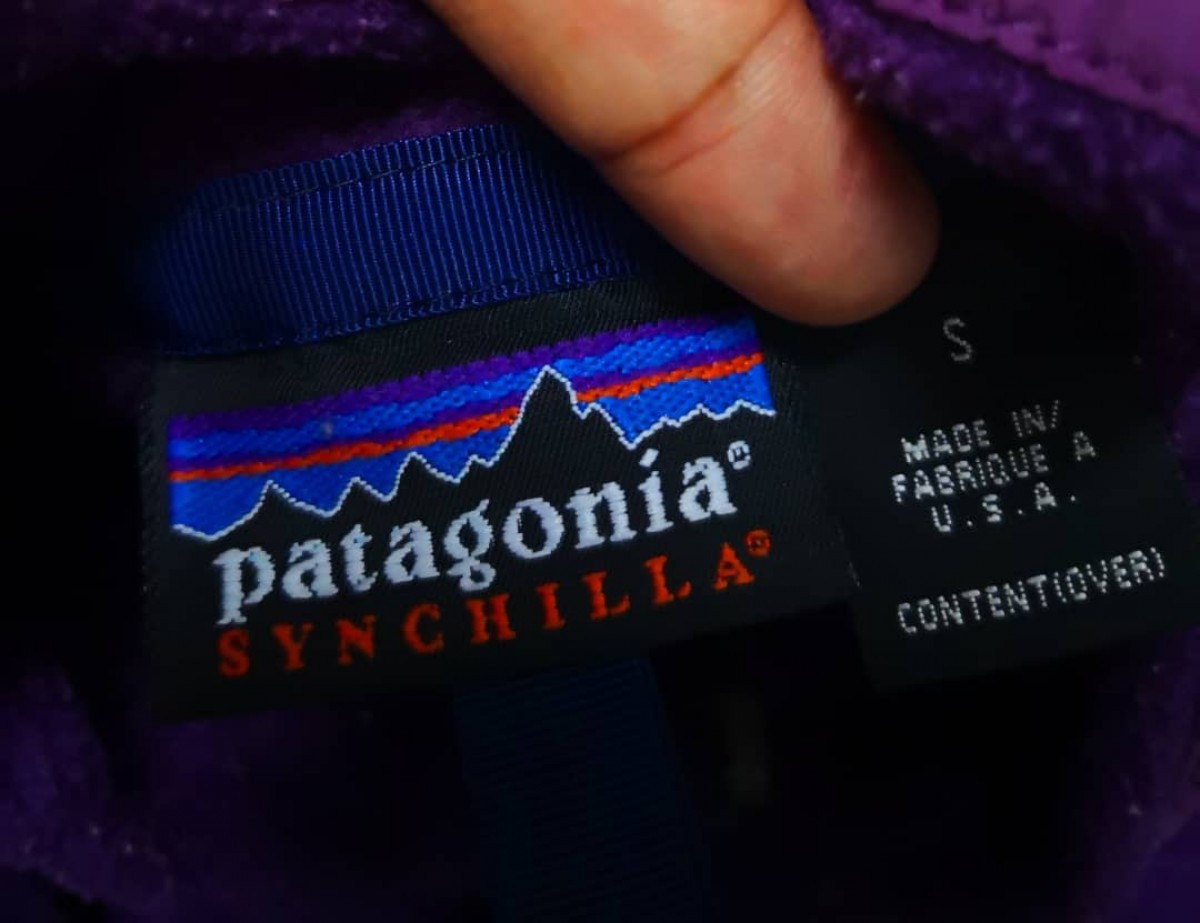 patagonia®
SYNCHILLA®
S
MADE IN/
FABRIQUE A
U.S.A.
CONTENT(OVER)